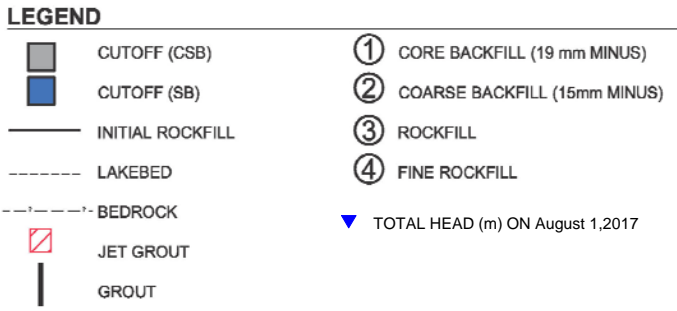 LEGEND
CUTOFF (CSB)
CUTOFF (SB)
INITIAL ROCKFILL
LAKEBED
?
?
BEDROCK
JET GROUT
GROUT
1 CORE BACKFILL (19 mm MINUS)
2 COARSE BACKFILL (15mm MINUS)
3 ROCKFILL
4 FINE ROCKFILL
TOTAL HEAD (m) ON August 1,2017